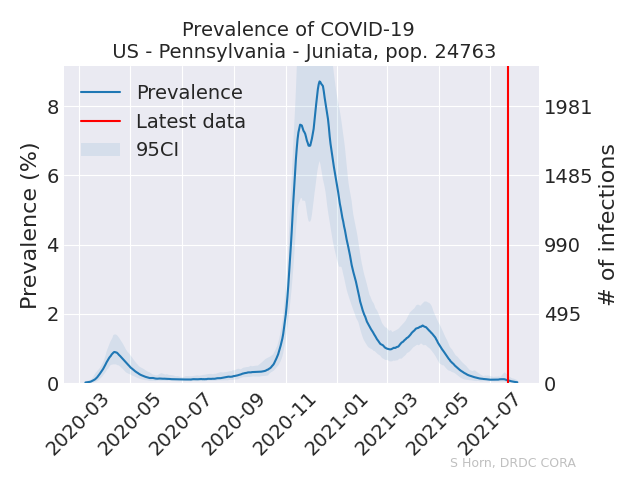 Prevalence of COVID-19
US - Pennsylvania - Juniata, pop. 24763
Prevalence
Latest data
95CI
Prevalence (%)
8
6
4
2
0
1981
1485
990
495
0
# of infections
2020-03
2020-05
2020-07
2020-09
2020-11
2021-01
2021-03
2021-05
2021-07
S Horn, DRDC CORA